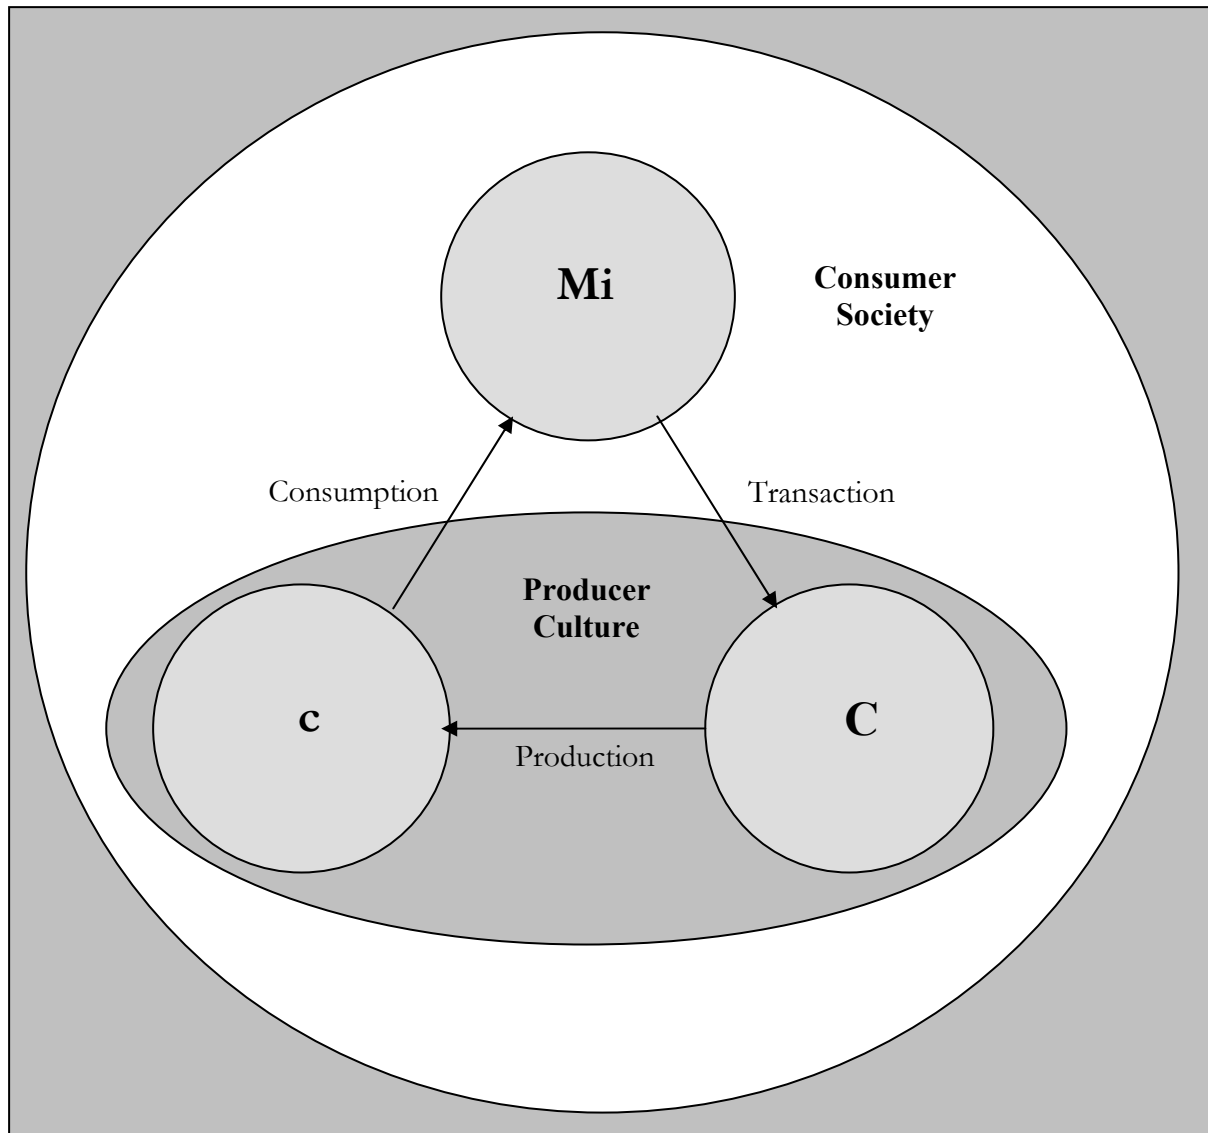 Mi
Consumer
Society
Consumption
Transaction
Producer
Culture
c
C
Production